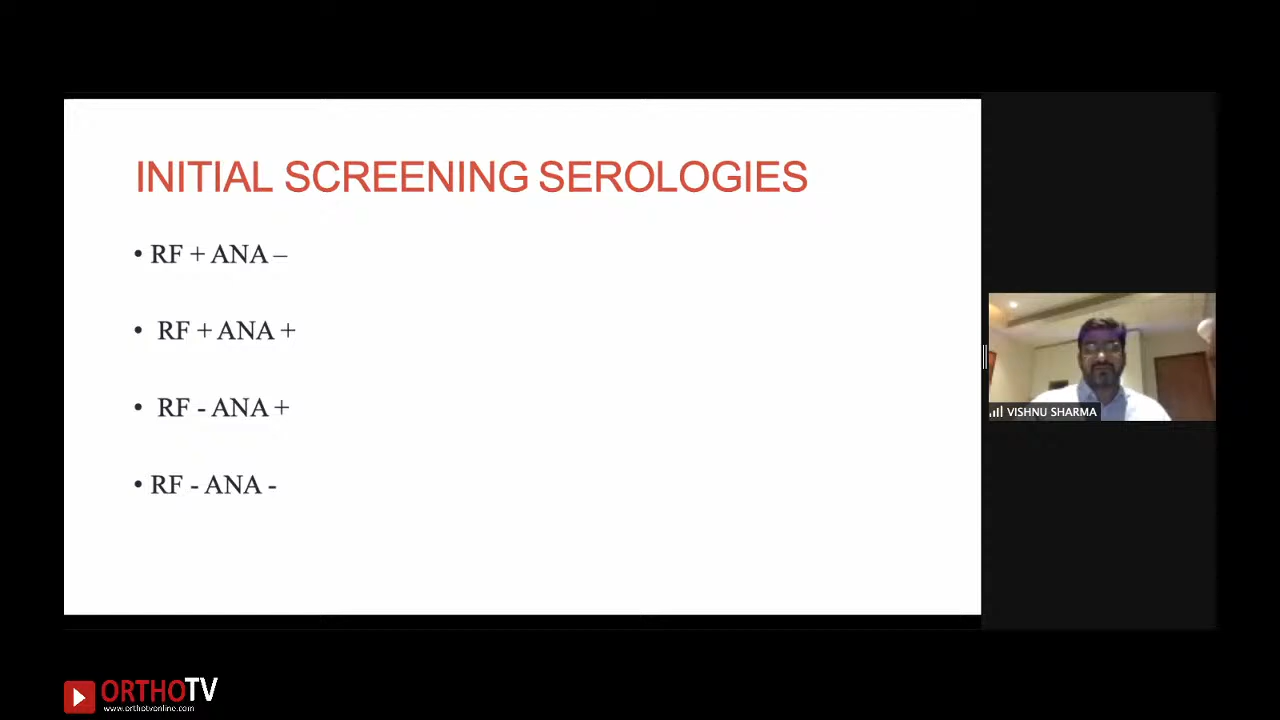 INITIAL SCREENING SEROLOGIES
• RF + ANA –
• RF + ANA +
• RF - ANA +
• RF - ANA -
VISHNU SHARMA
ORTHOTV
www.orthotvonline.com